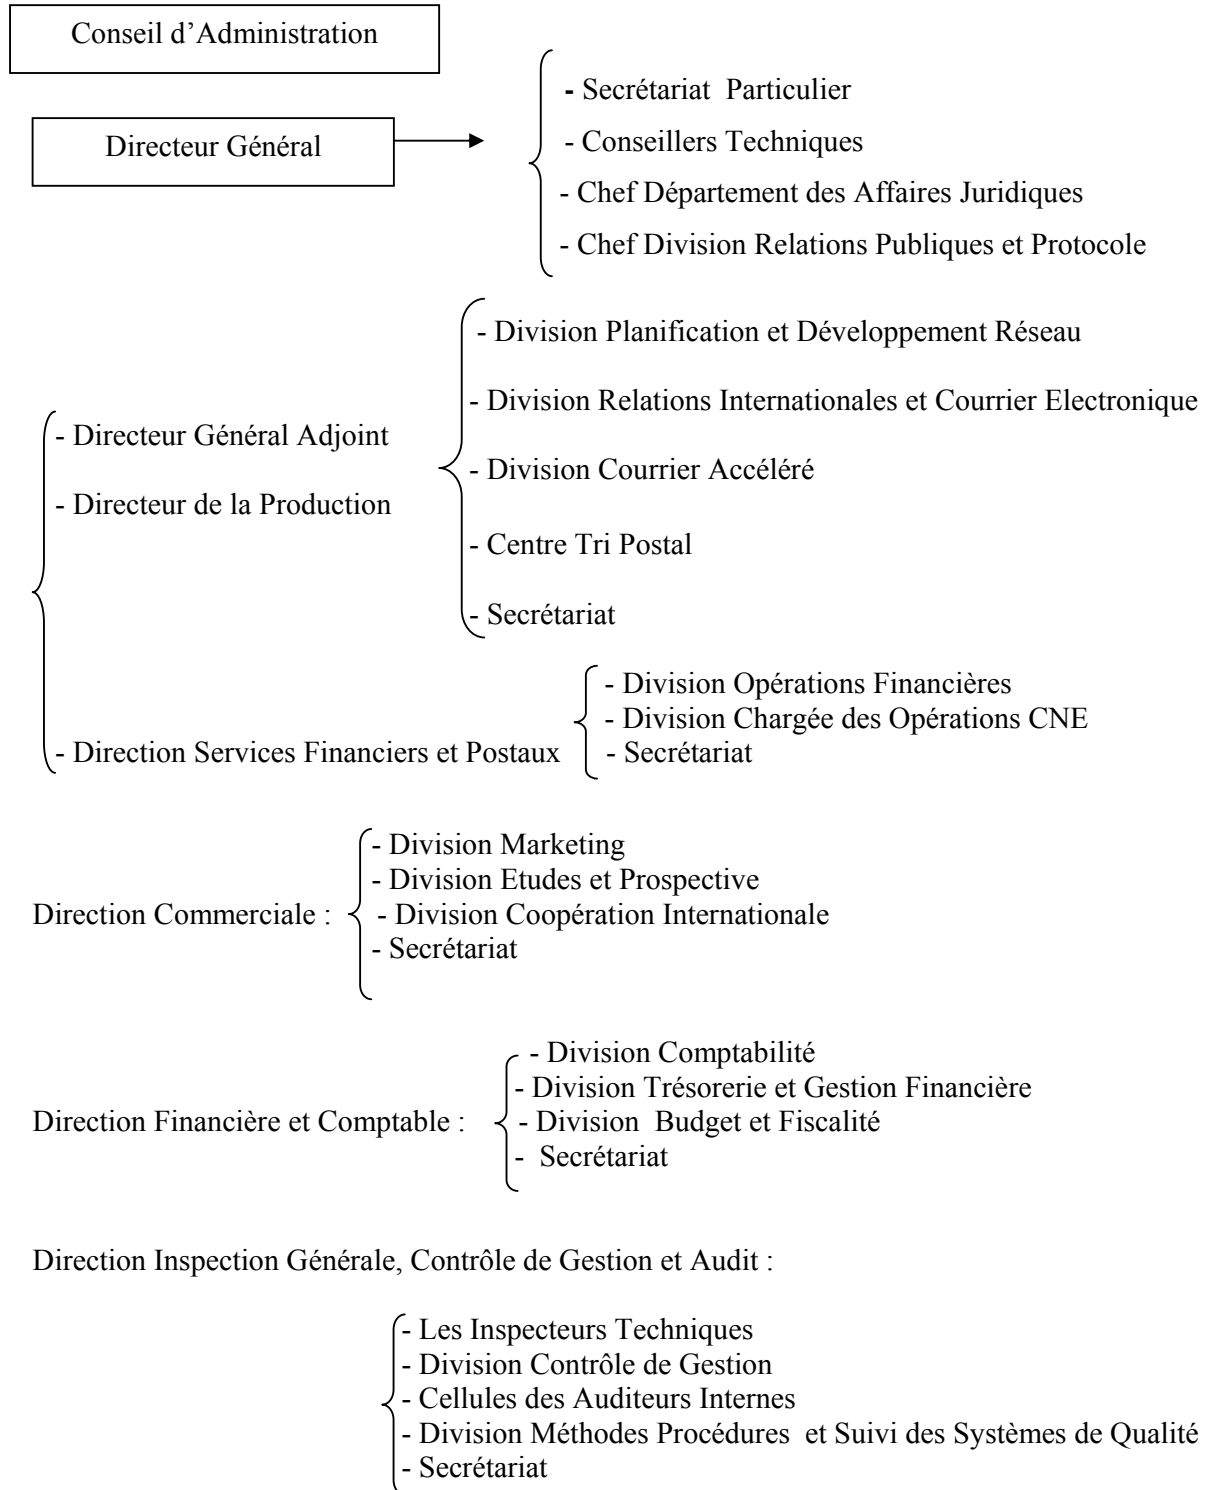 Conseil d’Administration
- Secrétariat Particulier
Directeur Général
- Conseillers Techniques
- Chef Département des Affaires Juridiques
- Chef Division Relations Publiques et Protocole
- Division Planification et Développement Réseau
- Division Relations Internationales et Courrier Electronique
- Directeur Général Adjoint
- Division Courrier Accéléré
- Directeur de la Production
- Centre Tri Postal
- Secrétariat
- Division Opérations Financières
- Division Chargée des Opérations CNE
- Direction Services Financiers et Postaux
- Secrétariat
- Division Marketing
- Division Etudes et Prospective
Direction Commerciale :
- Division Coopération Internationale
- Secrétariat
- Division Comptabilité
- Division Trésorerie et Gestion Financière
Direction Financière et Comptable :
- Division Budget et Fiscalité
- Secrétariat
Direction Inspection Générale, Contrôle de Gestion et Audit :
- Les Inspecteurs Techniques
- Division Contrôle de Gestion
- Cellules des Auditeurs Internes
- Division Méthodes Procédures et Suivi des Systèmes de Qualité
- Secrétariat